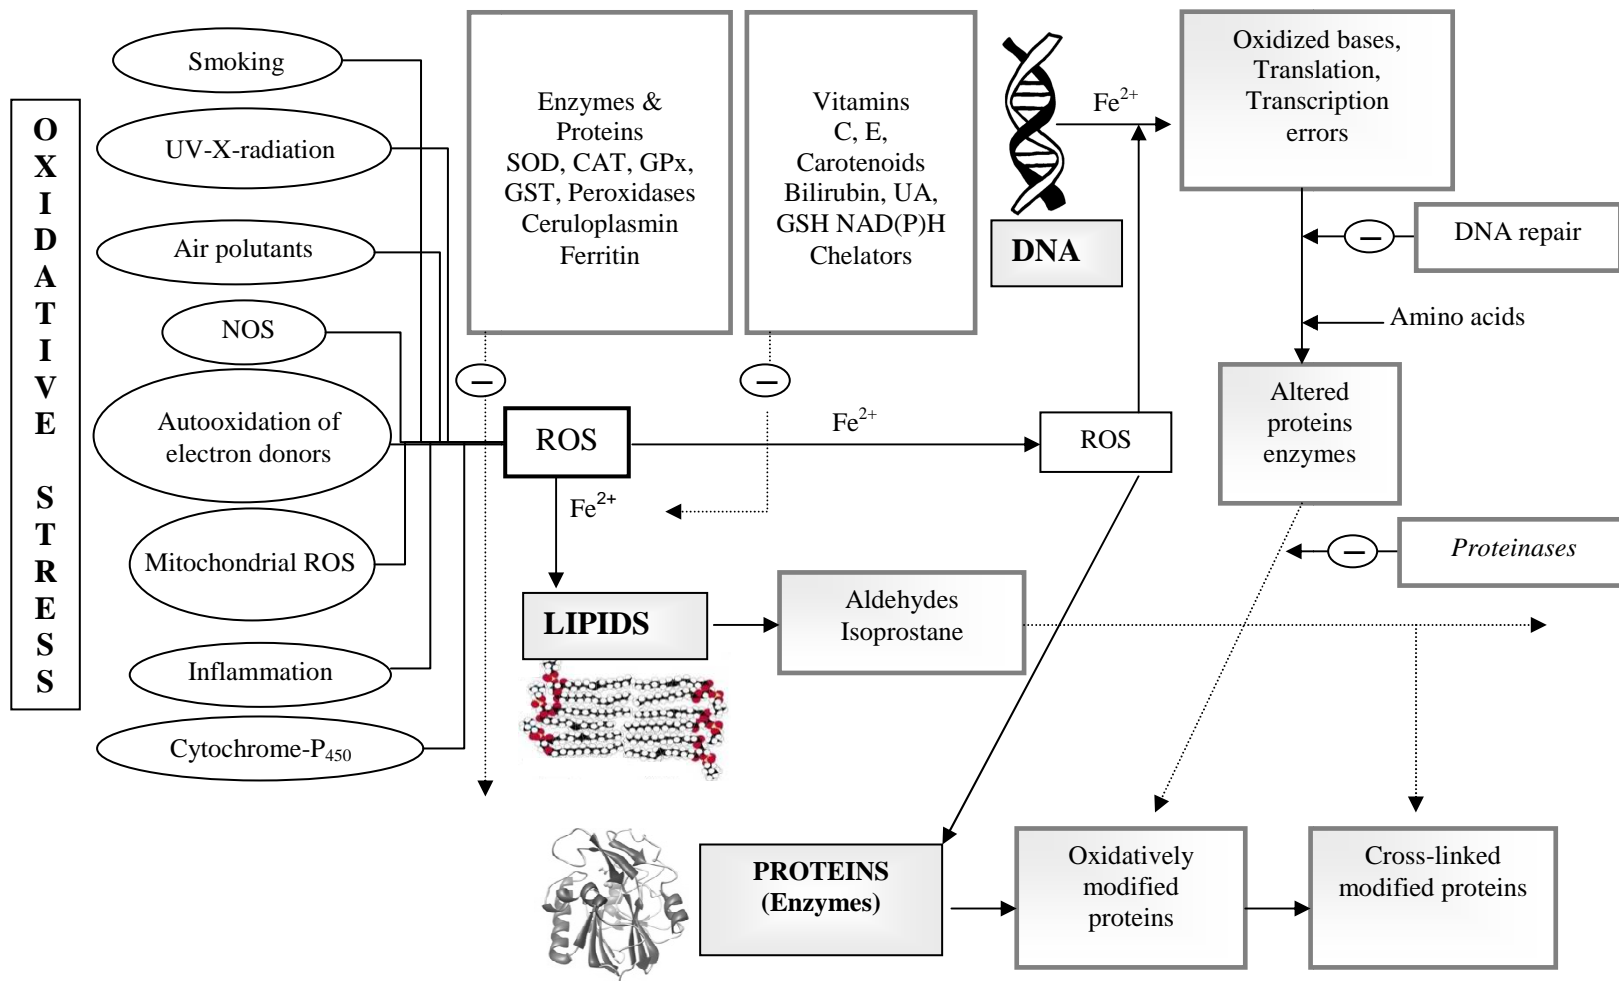 OXIDATIVE STRESS
Smoking
UV-X-radiation
Air polutants
NOS
Autooxidation of
electron donors
Mitochondrial ROS
Inflammation
Cytochrome-P450
Enzymes &
Proteins
SOD, CAT, GPx,
GST, Peroxidases
Ceruloplasmin
Ferritin
−
Vitamins
C, E,
Carotenoids
Bilirubin, UA,
GSH NAD(P)H
Chelators
−
DNA
Fe2+
Oxidized bases,
Translation,
Transcription
errors
−
DNA repair
Amino acids
Altered
proteins
enzymes
ROS
Fe2+
ROS
Fe2+
−
Proteinases
LIPIDS
Aldehydes
Isoprostane
PROTEINS
(Enzymes)
Oxidatively
modified
proteins
Cross-linked
modified proteins